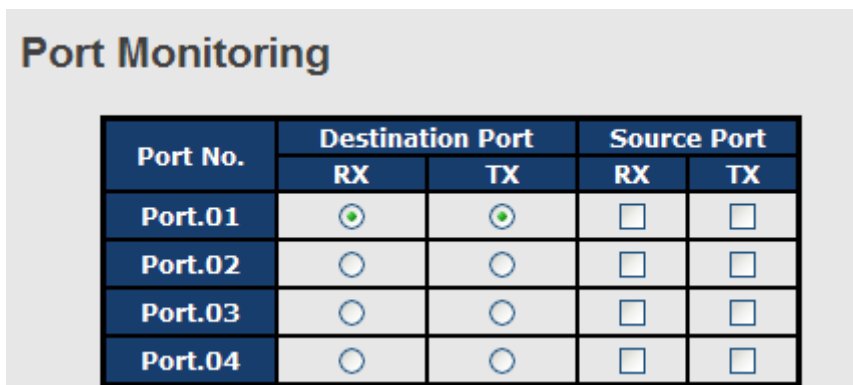 Port Monitoring
Port No. Destination Port Source Port
RX TX RX TX
Port.01
Port.02
Port.03
Port.04